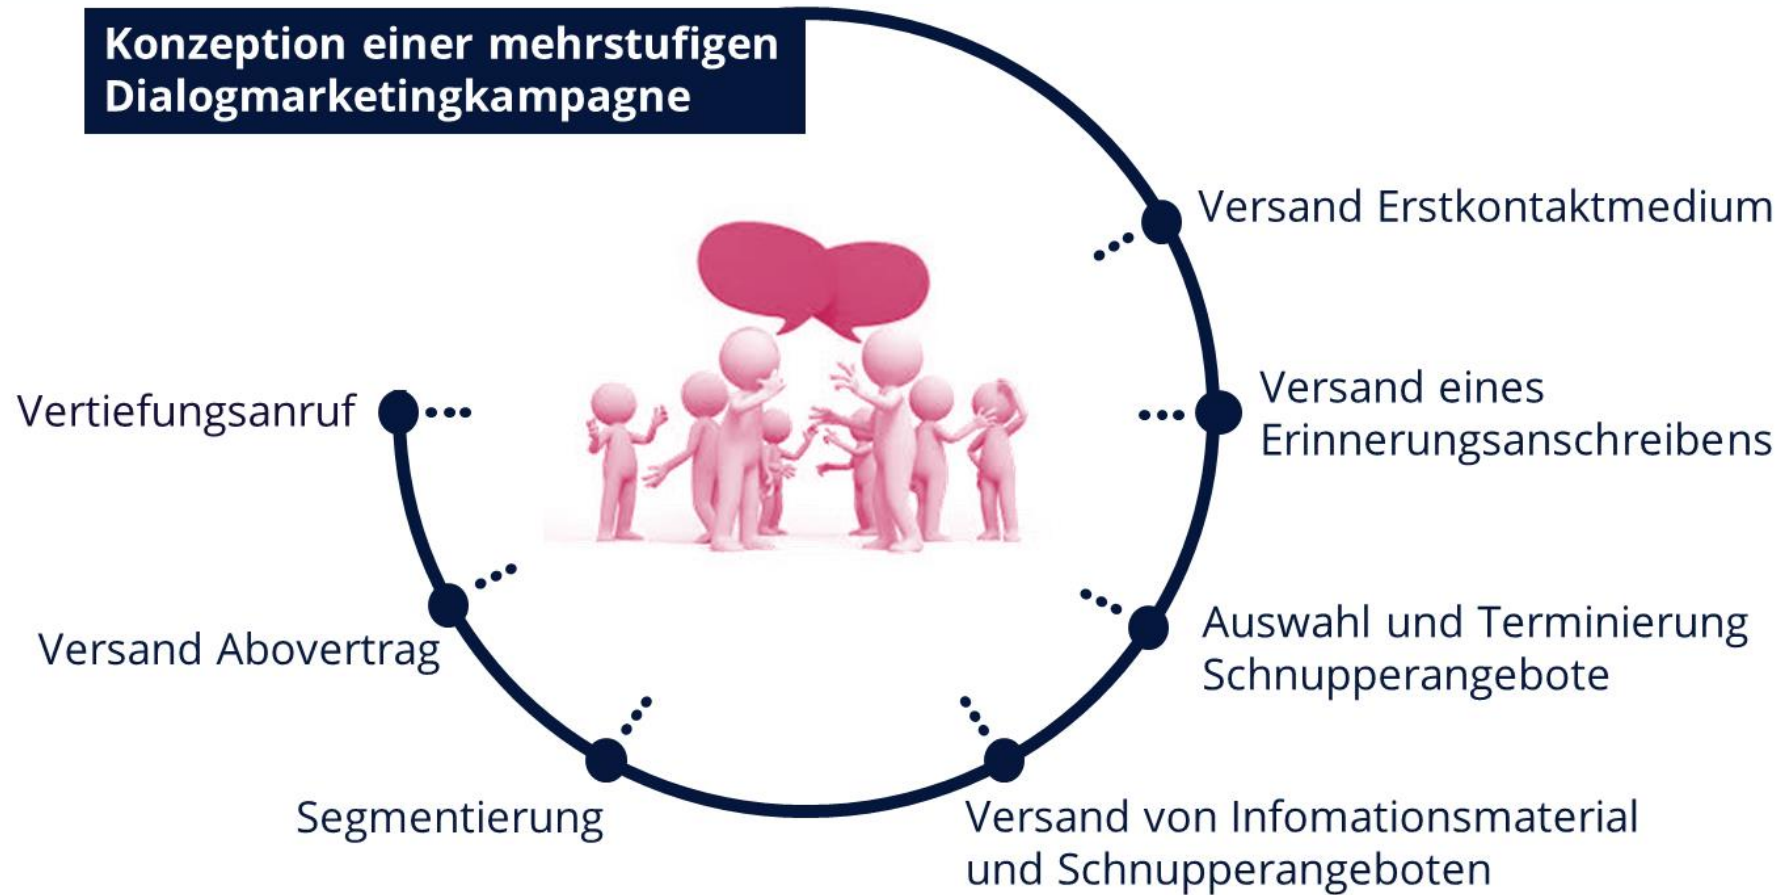 Konzeption einer mehrstufigen
Dialogmarketingkampagne
Versand Erstkontaktmedium
Versand eines
Erinnerungsanschreibens
Auswahl und Terminierung
Schnupperangebote
Versand von Infomationsmaterial
und Schnupperangeboten
Segmentierung
Versand Abovertrag
Vertiefungsanruf